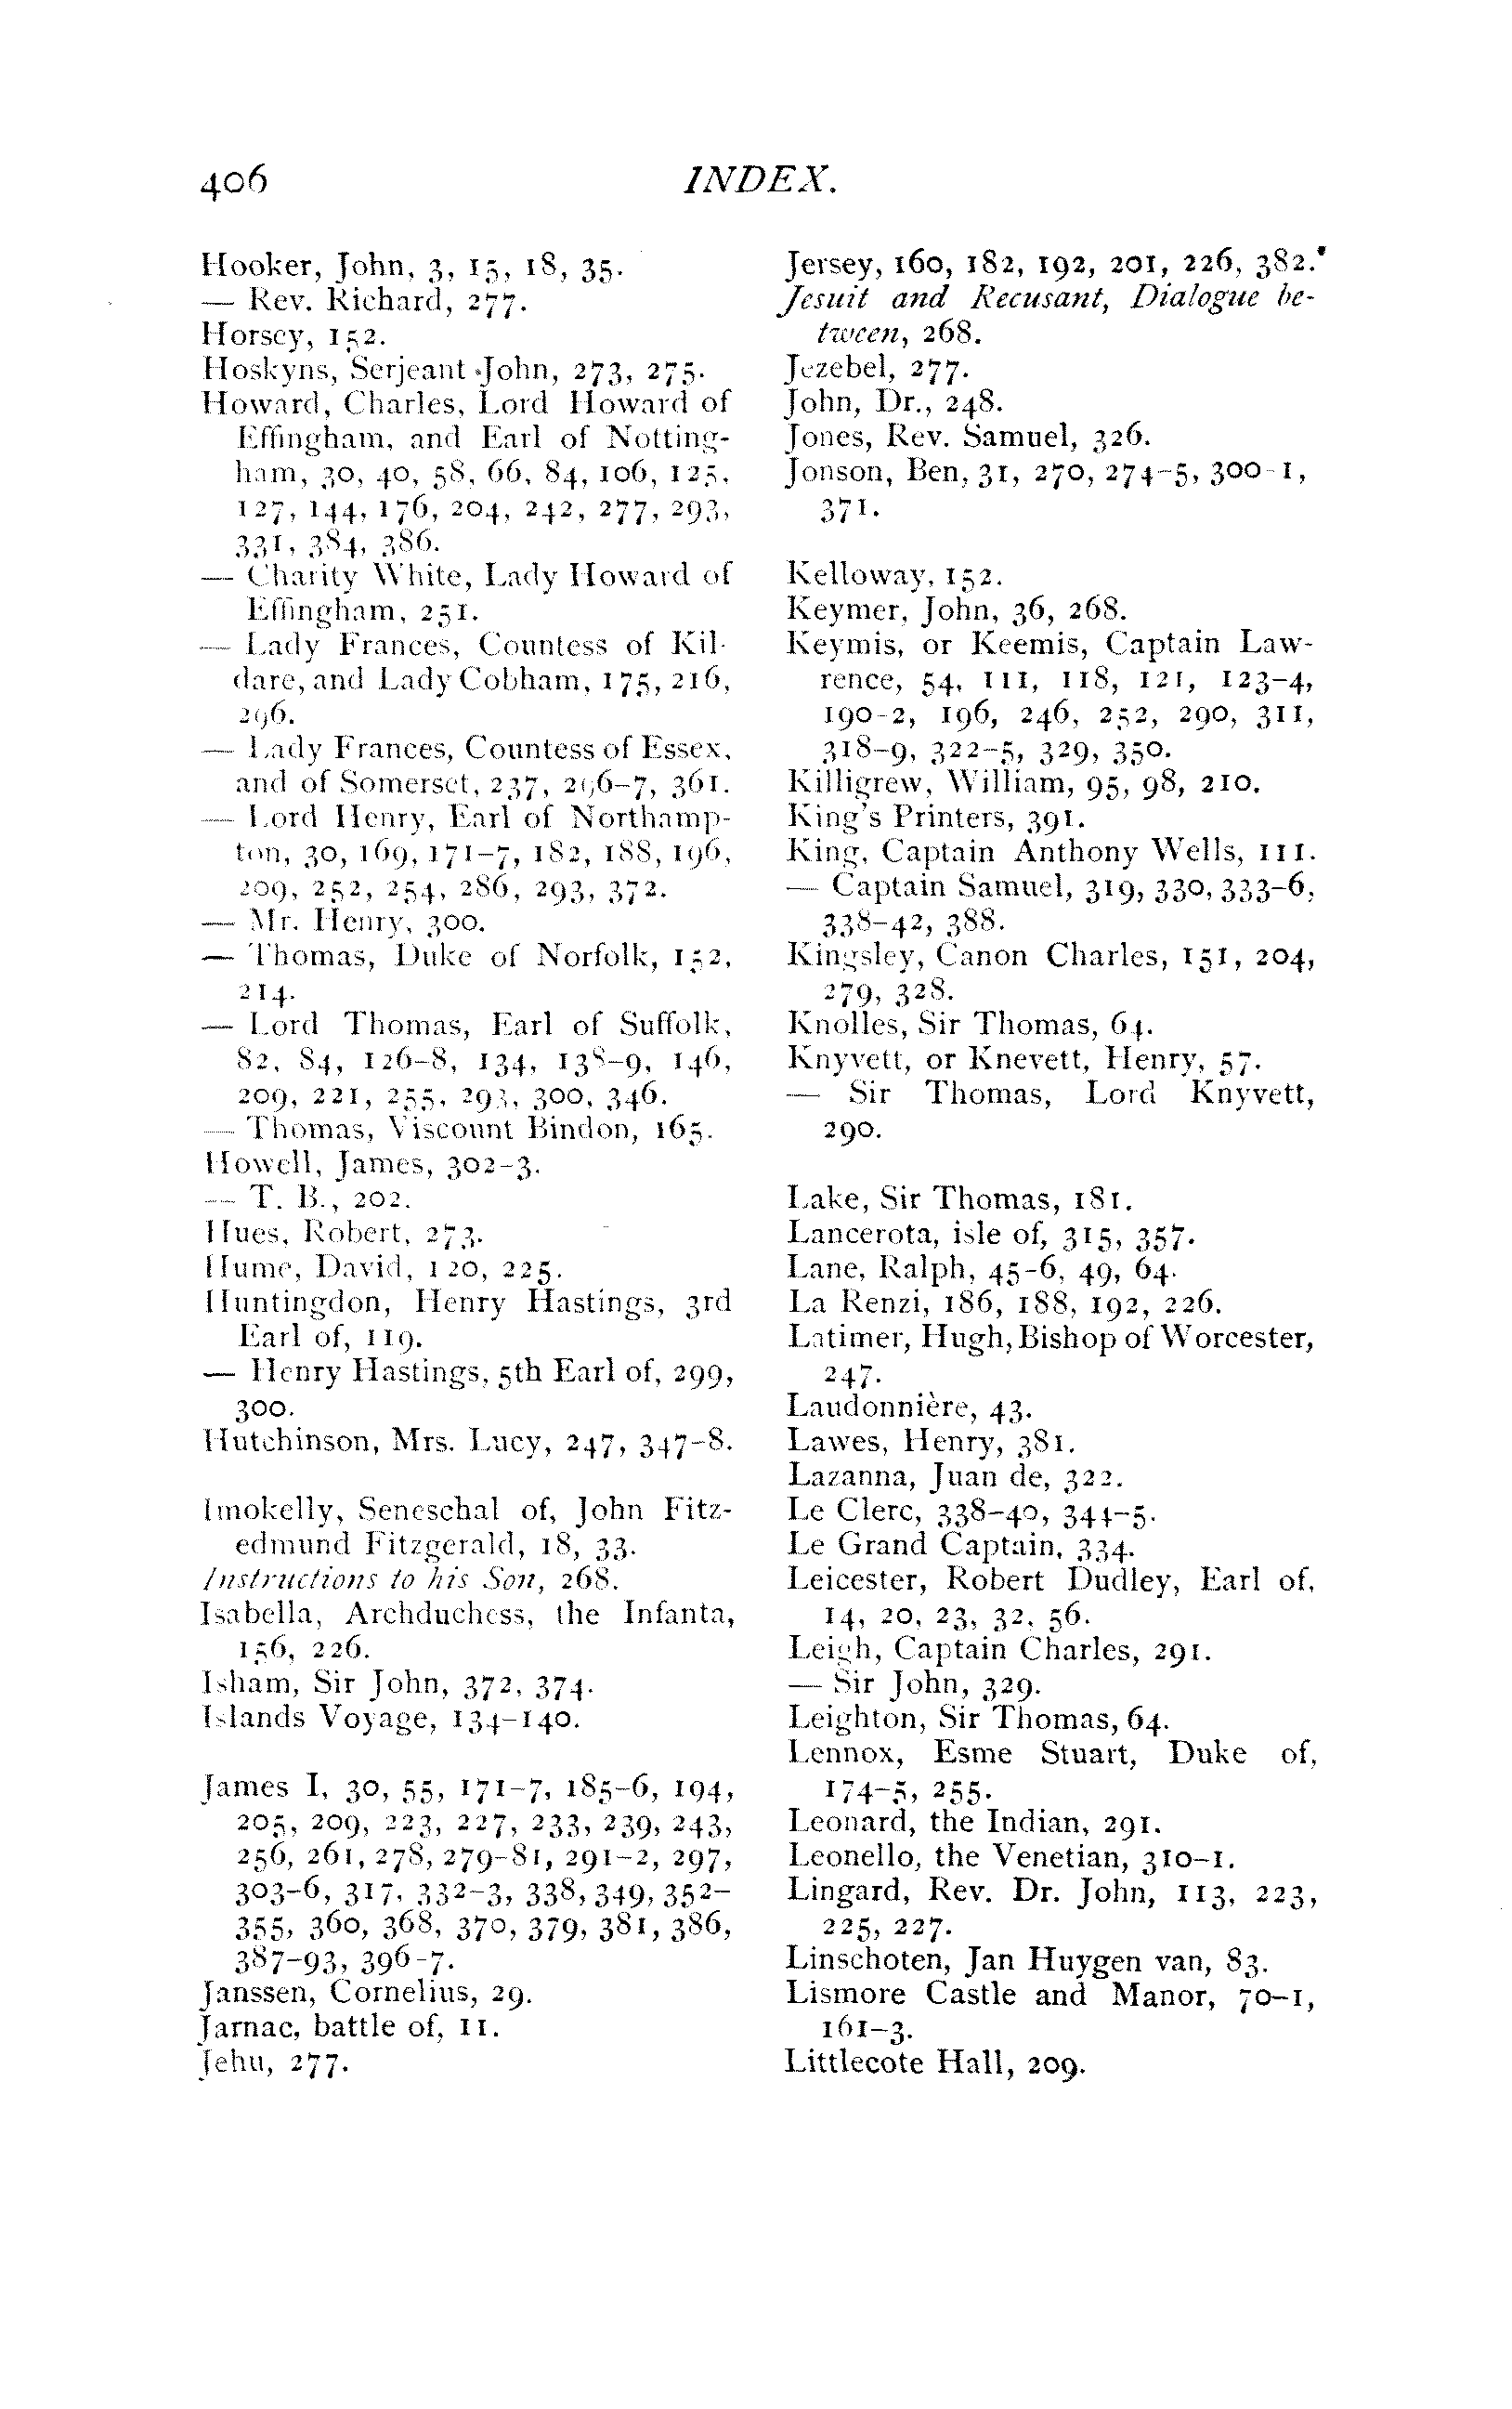 406
INDEX.
Hooker, John, 3, 15, 18, 35.
— Rev. Richard, 277.
Horsey, 152.
Hoskyns, Serjeant John, 273, 275.
Howard, Charles, Lord Howard of
Effingham, and Earl of Notting-
ham, 30, 40, 58, 66, 84, 106, 125,
127, 144, 176, 204, 242, 277, 293,
331, 384, 386.
— Charity White, Lady Howard of
Effingham, 251.
— Lady Frances, Countess of Kil-
dare, and Lady Cobham, 175, 216,
296.
— Lady Frances, Countess of Essex,
and of Somerset, 237, 296-7, 361.
— Lord Henry, Earl of Northamp-
ton, 30, 169, 171-7, 182, 188, 196,
209, 252, 254, 286, 293, 372.
— Mr. Henry, 300.
— Thomas, Duke of Norfolk, 152,
214.
— Lord Thomas, Earl of Suffolk,
82, 84, 126-8, 134, 138-9, 146,
209, 221, 255, 293, 300, 346.
— Thomas, Viscount Bindon, 165.
Howell, James, 302-3.
— T. B., 202.
Hues, Robert, 273.
Hume, David, 120, 225.
Huntingdon, Henry Hastings, 3rd
Earl of, 119.
— Henry Hastings, 5th Earl of, 299,
300.
Hutchinson, Mrs. Lucy, 247, 347-8.
Imokelly, Seneschal of, John Fitz-
edmund Fitzgerald, 18, 33.
Instructions to his Son, 268.
Isabella, Archduchess, the Infanta,
156, 226.
Isham, Sir John, 372, 374.
Islands Voyage, 134-140.
James I, 30, 55, 171-7, 185-6, 194,
205, 209, 223, 227, 233, 239, 243,
256, 261, 278, 279-81, 291-2, 297,
303-6, 317, 332-3, 338, 349, 352-
355, 360, 368, 370, 379, 381, 386,
387-93, 396-7.
Janssen, Cornelius, 29.
Jarnac, battle of, 11.
Jehu, 277.
Jersey, 160, 182, 192, 201, 226, 382.
Jesuit and Recusant, Dialogue be-
tween, 268.
Jezebel, 277.
John, Dr., 248.
Jones, Rev. Samuel, 326.
Jonson, Ben, 31, 270, 274-5, 300-1,
371.
Kelloway, 152.
Keymer, John, 36, 268.
Keymis, or Keemis, Captain Law-
rence, 54, 111, 118, 121, 123-4,
190-2, 196, 246, 252, 290, 311,
318-9, 322-5, 329, 350.
Killigrew, William, 95, 98, 210.
King's Printers, 391.
King, Captain Anthony Wells, 111.
— Captain Samuel, 319, 330, 333-6,
338-42, 388.
Kingsley, Canon Charles, 151, 204,
279, 328.
Knolles, Sir Thomas, 64.
Knyvett, or Knevett, Henry, 57.
— Sir Thomas, Lord Knyvett,
290.
Lake, Sir Thomas, 181.
Lancerota, isle of, 315, 357.
Lane, Ralph, 45-6, 49, 64.
La Renzi, 186, 188, 192, 226.
Latimer, Hugh, Bishop of Worcester,
247.
Laudonnière, 43.
Lawes, Henry, 381.
Lazanna, Juan de, 322.
Le Clerc, 338-40, 344-5.
Le Grand Captain, 334.
Leicester, Robert Dudley, Earl of,
14, 20, 23, 32, 56.
Leigh, Captain Charles, 291.
— Sir John, 329.
Leighton, Sir Thomas, 64.
Lennox, Esme Stuart, Duke of,
174-5, 255.
Leonard, the Indian, 291.
Leonello, the Venetian, 310-1.
Lingard, Rev. Dr. John, 113, 223,
225, 227.
Linschoten, Jan Huygen van, 83.
Lismore Castle and Manor, 70-1,
161-3.
Littlecote Hall, 209.